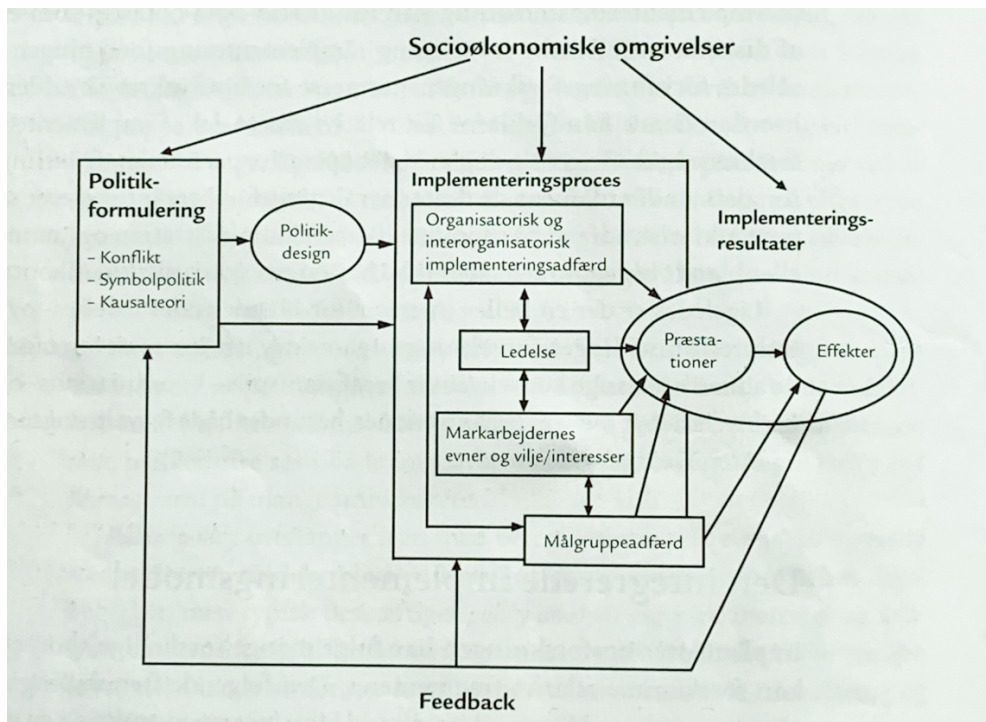 Socioøkonomiske omgivelser
Politik-
formulering
- Konflikt
- Symbolpolitik
- Kausalteori
Politik-
design
Implementeringsproces
Organisatorisk og
interorganisatorisk
implementeringsadfærd
Ledelse
Markarbejdernes
evner og vilje/interesser
Målgruppeadfærd
Implementerings-
resultater
Præsta-
tioner
Effekter
Feedback